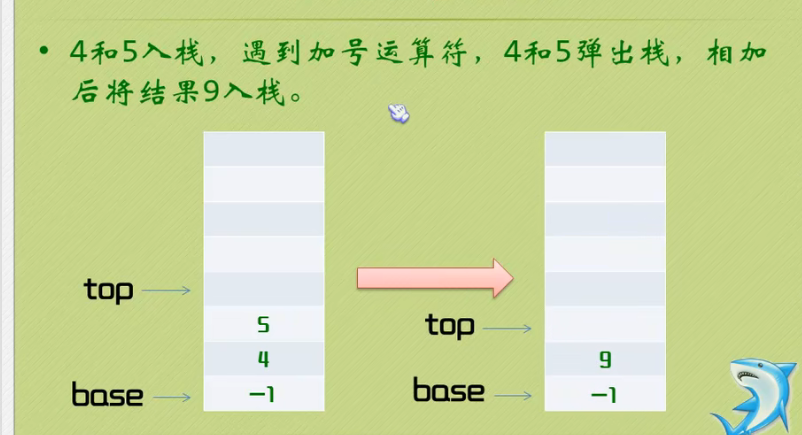 • 4和5入栈，遇到加号运算符，4和5弹出栈，相加
后将结果9入栈。
top
5
4
base
-1
top
9
base
-1